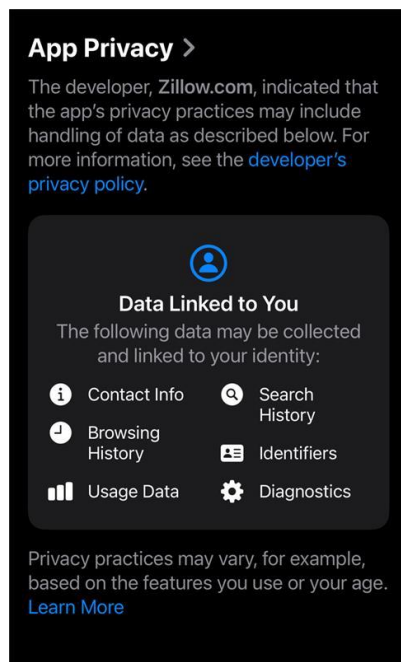 App Privacy >
The developer, Zillow.com, indicated that
the app's privacy practices may include
handling of data as described below. For
more information, see the developer's
privacy policy.
Data Linked to You
The following data may be collected
and linked to your identity:
Contact Info
Search
History
Browsing
History
Identifiers
Usage Data
Diagnostics
Privacy practices may vary, for example,
based on the features you use or your age.
Learn More